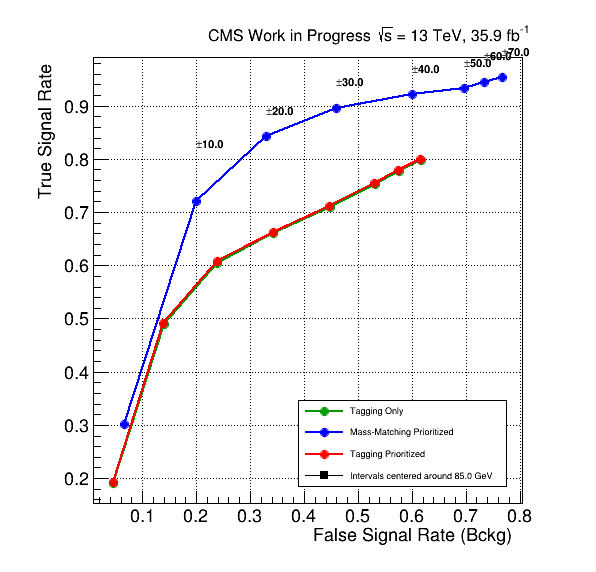 CMS Work in Progress √s = 13 TeV, 35.9 fb⁻¹
True Signal Rate
±10.0
±20.0
±30.0
±40.0
±50.0
±60.0
±70.0
0.9
0.8
0.7
0.6
0.5
0.4
0.3
0.2
Tagging Only
Mass-Matching Prioritized
Tagging Prioritized
Intervals centered around 85.0 GeV
0.1 0.2 0.3 0.4 0.5 0.6 0.7 0.8
False Signal Rate (Bckg)